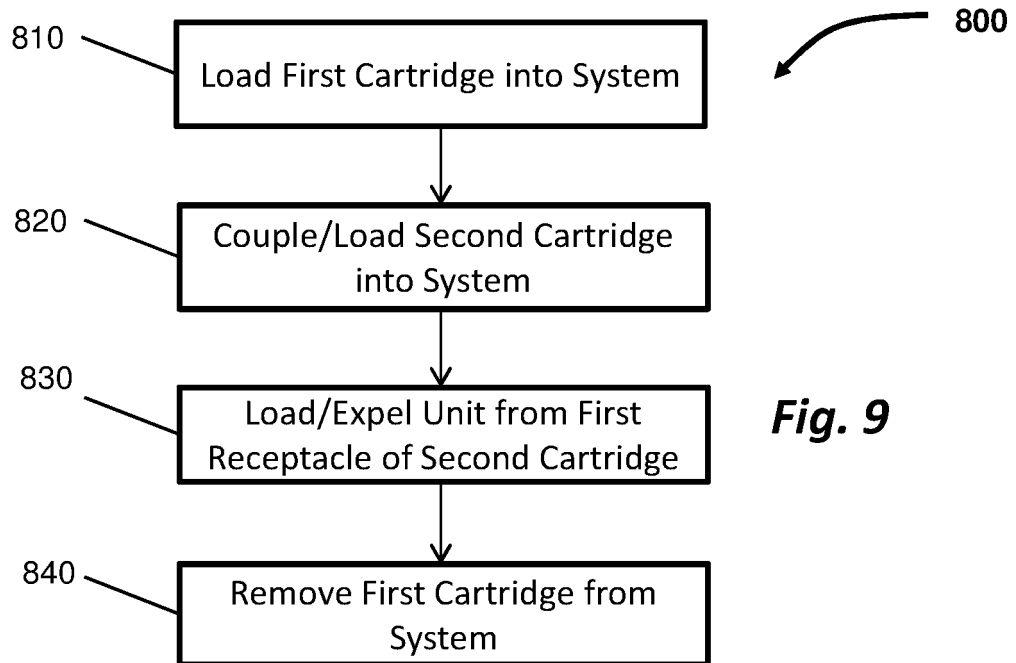 800
810
Load First Cartridge into System
820
Couple/Load Second Cartridge
into System
830
Load/Expel Unit from First
Receptacle of Second Cartridge
Fig. 9
840
Remove First Cartridge from
System